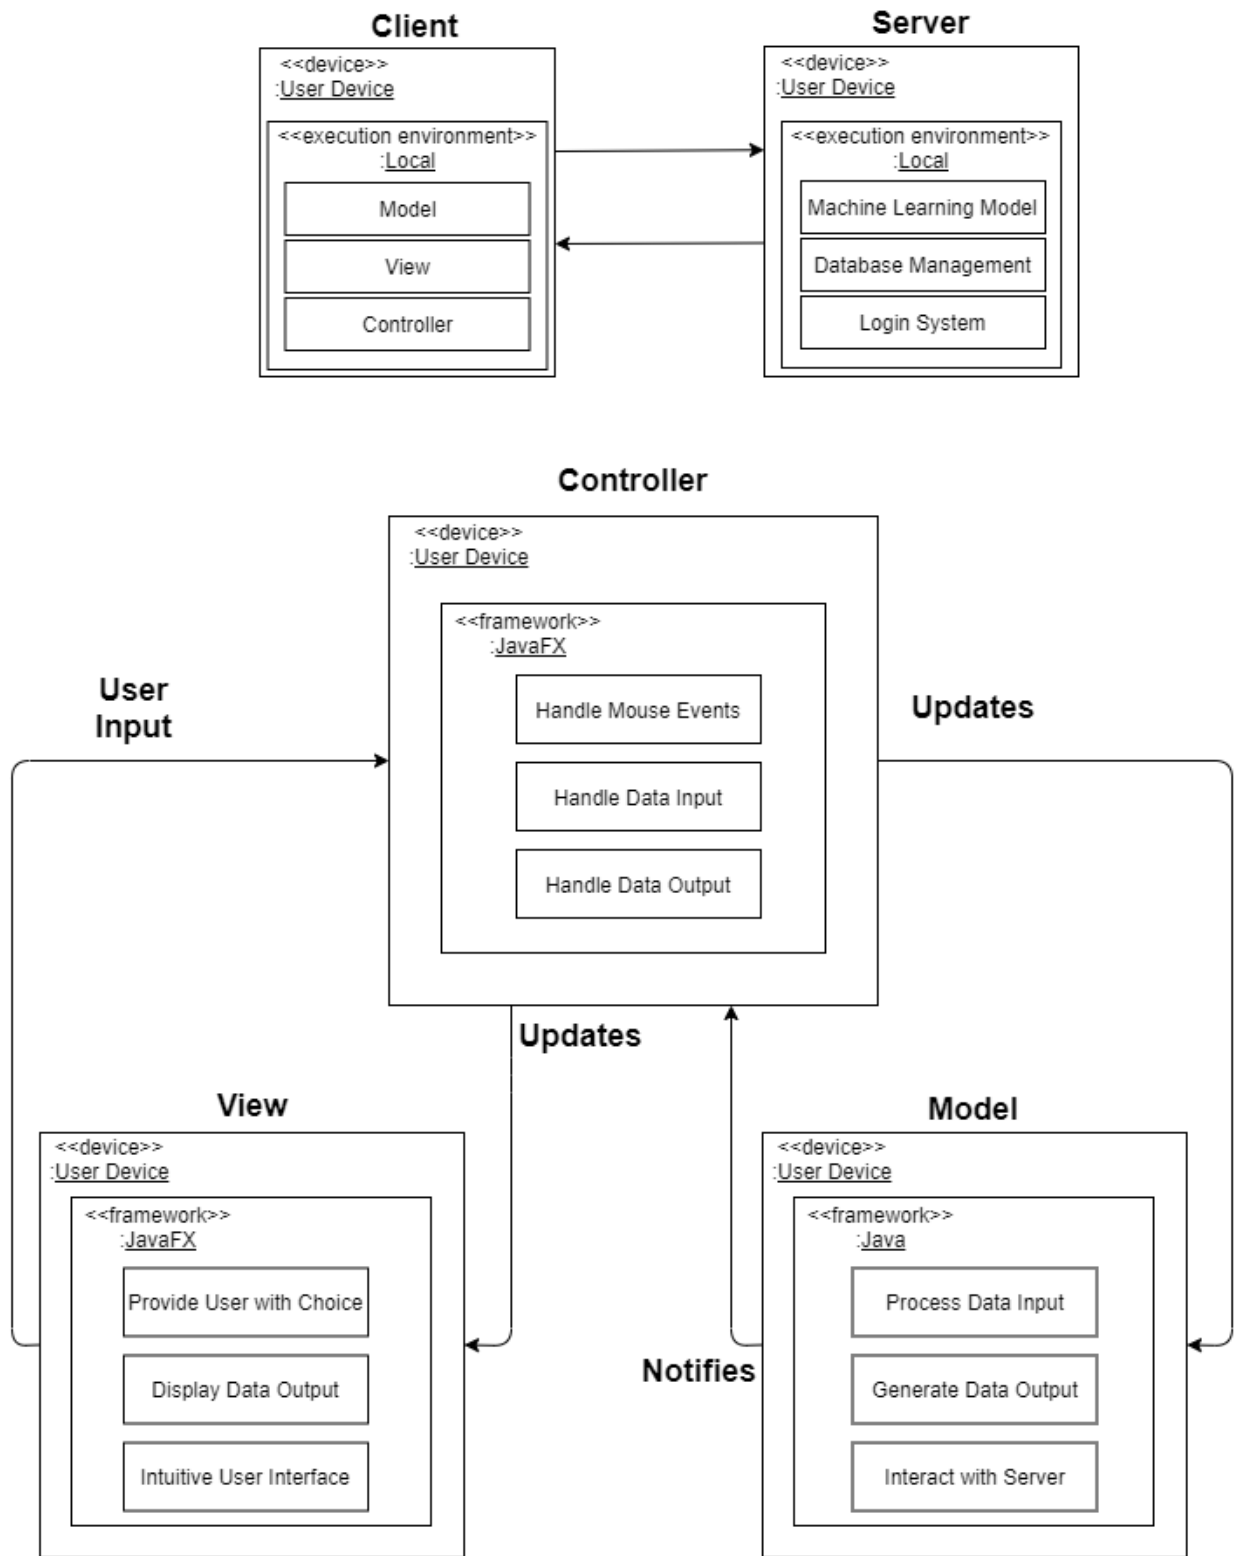 Client
<<device>>
:User Device
<<execution environment>>
:Local
Model
View
Controller
Server
<<device>>
:User Device
<<execution environment>>
:Local
Machine Learning Model
Database Management
Login System
Controller
<<device>>
:User Device
<<framework>>
:JavaFX
Handle Mouse Events
Handle Data Input
Handle Data Output
User
Input
Updates
Updates
View
<<device>>
:User Device
<<framework>>
:JavaFX
Provide User with Choice
Display Data Output
Intuitive User Interface
Notifies
Model
<<device>>
:User Device
<<framework>>
:Java
Process Data Input
Generate Data Output
Interact with Server